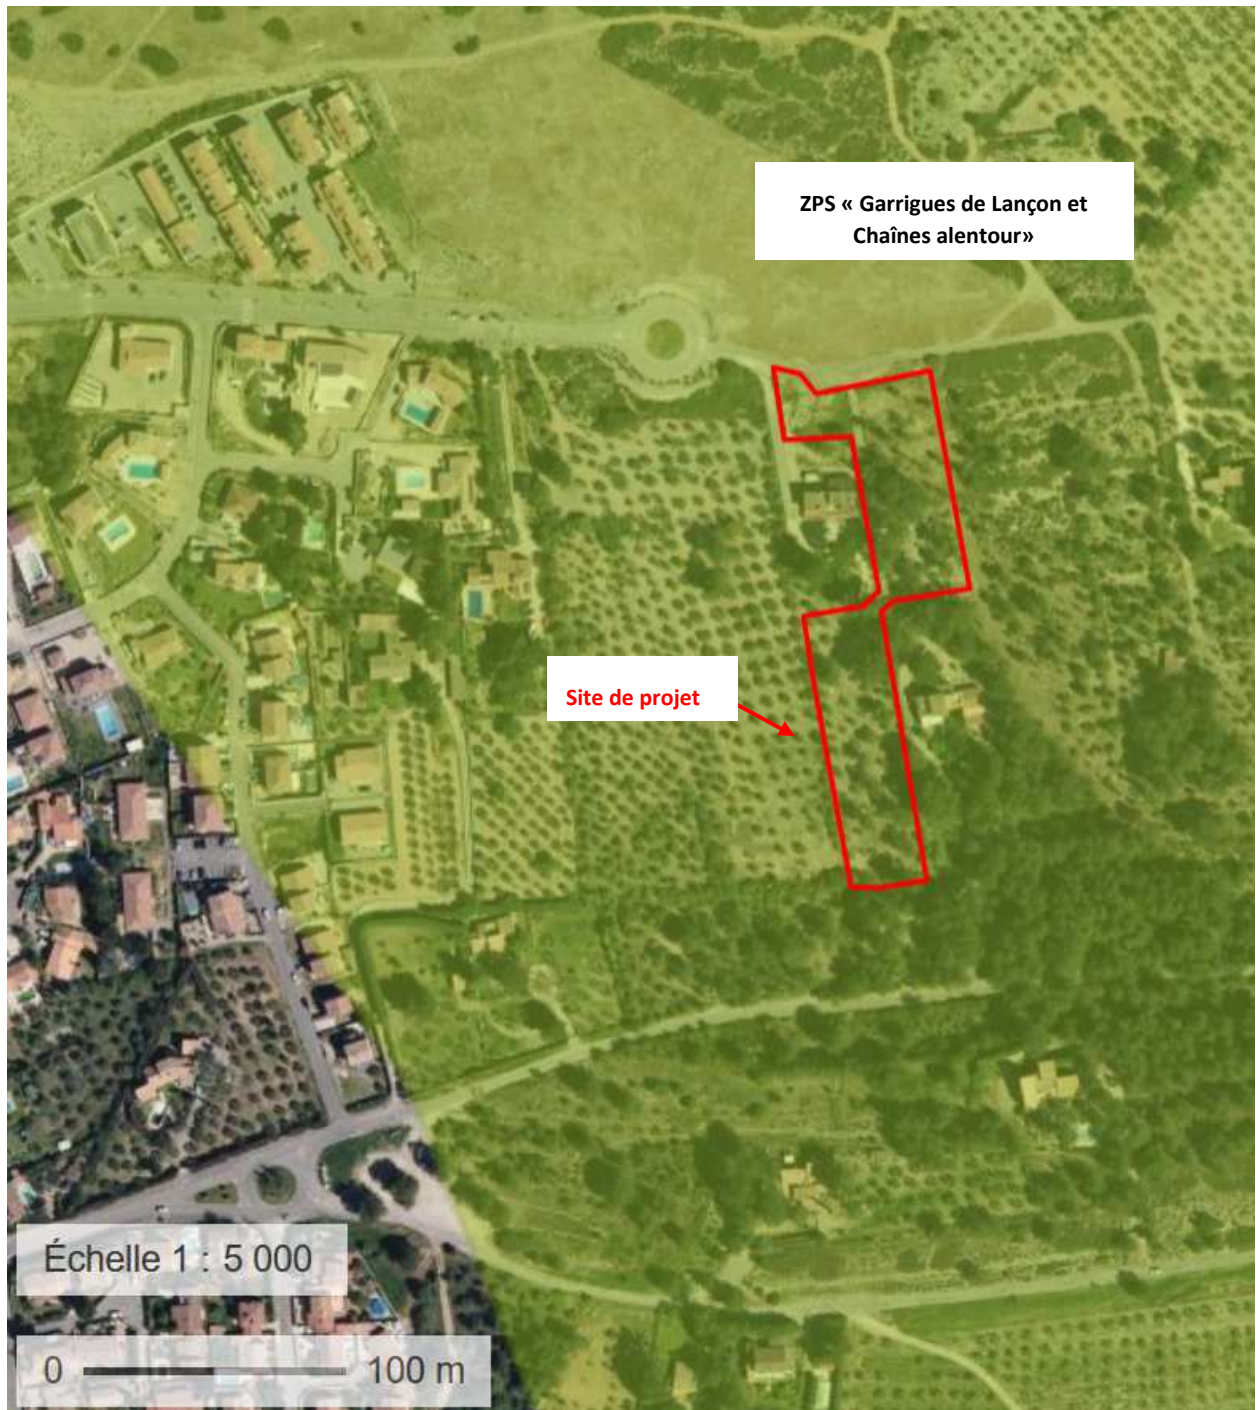 ZPS « Garrigues de Lançon et
Chaînes alentour»
Site de projet
Échelle 1 : 5 000
0 100 m